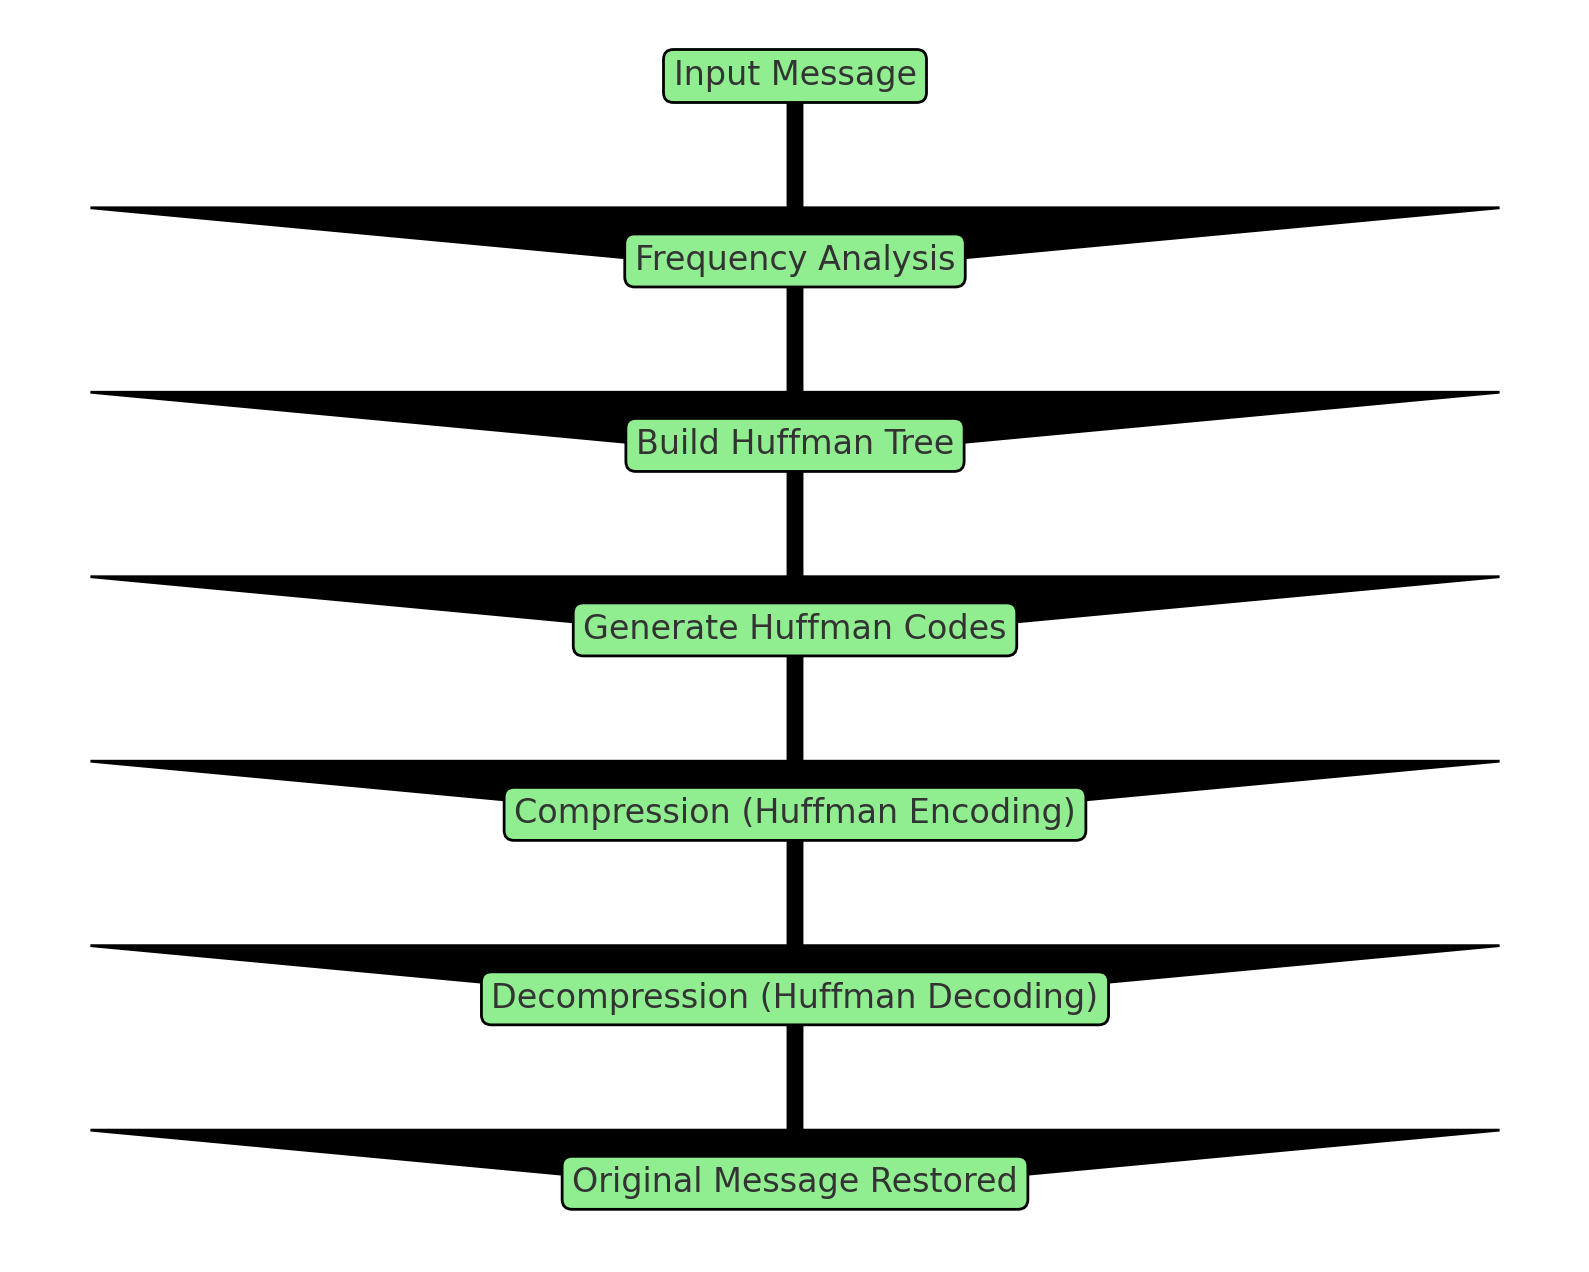 Input Message
Frequency Analysis
Build Huffman Tree
Generate Huffman Codes
Compression (Huffman Encoding)
Decompression (Huffman Decoding)
Original Message Restored